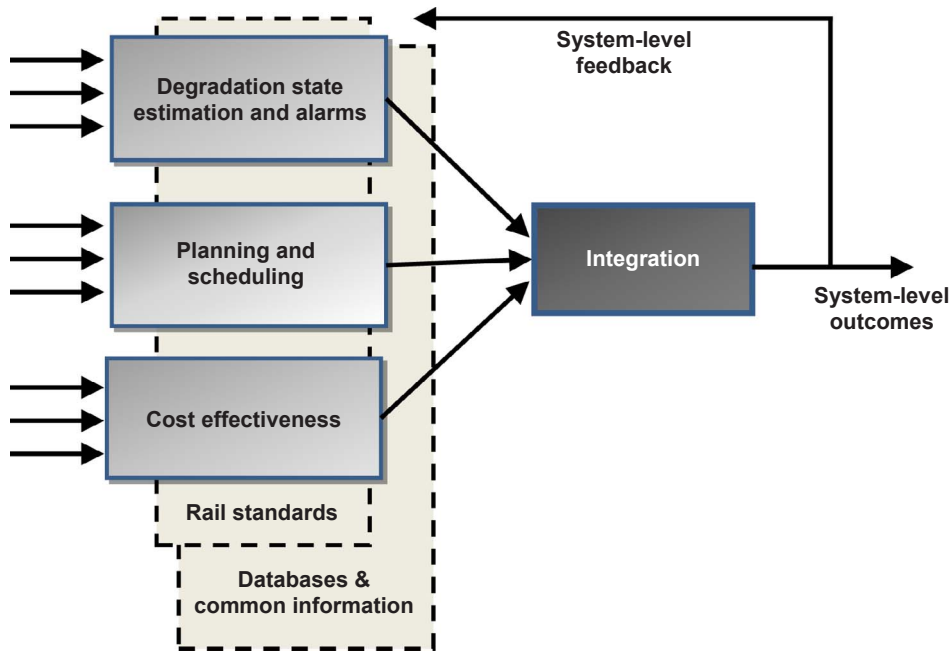 System-level
feedback
Degradation state
estimation and alarms
Planning and
scheduling
Integration
System-level
outcomes
Cost effectiveness
Rail standards
Databases &
common information